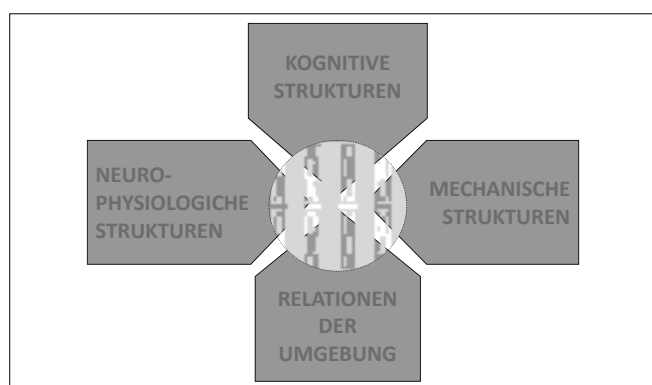 KOGNITIVE
STRUKTUREN
NEURO-
PHYSIOLOGICHE
STRUKTUREN
MECHANISCHE
STRUKTUREN
RELATIONEN
DER
UMGEBUNG